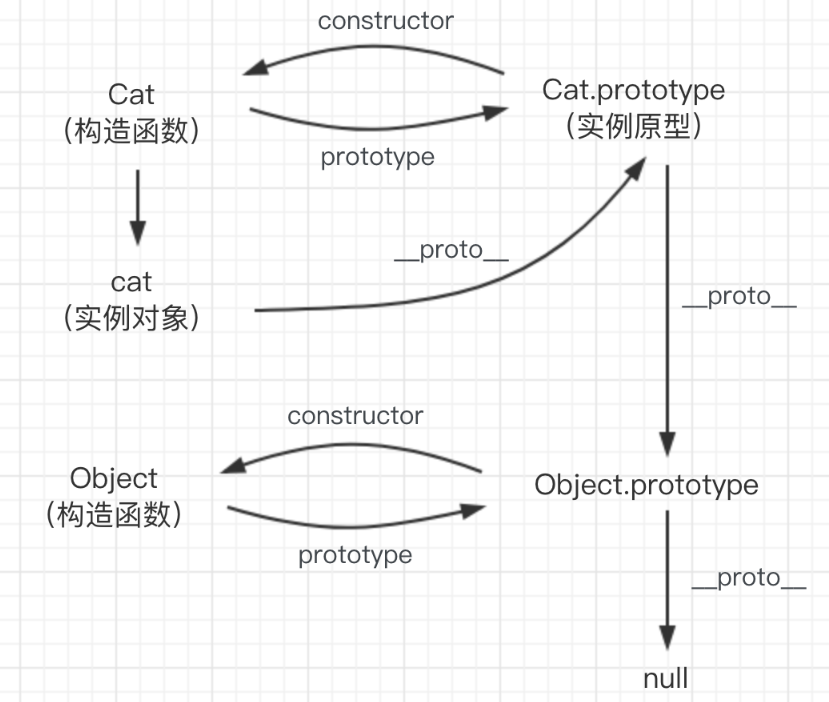 constructor
Cat
（构造函数）
Cat.prototype
（实例原型）
prototype
__proto__
cat
（实例对象）
__proto__
constructor
Object
（构造函数）
Object.prototype
prototype
__proto__
null